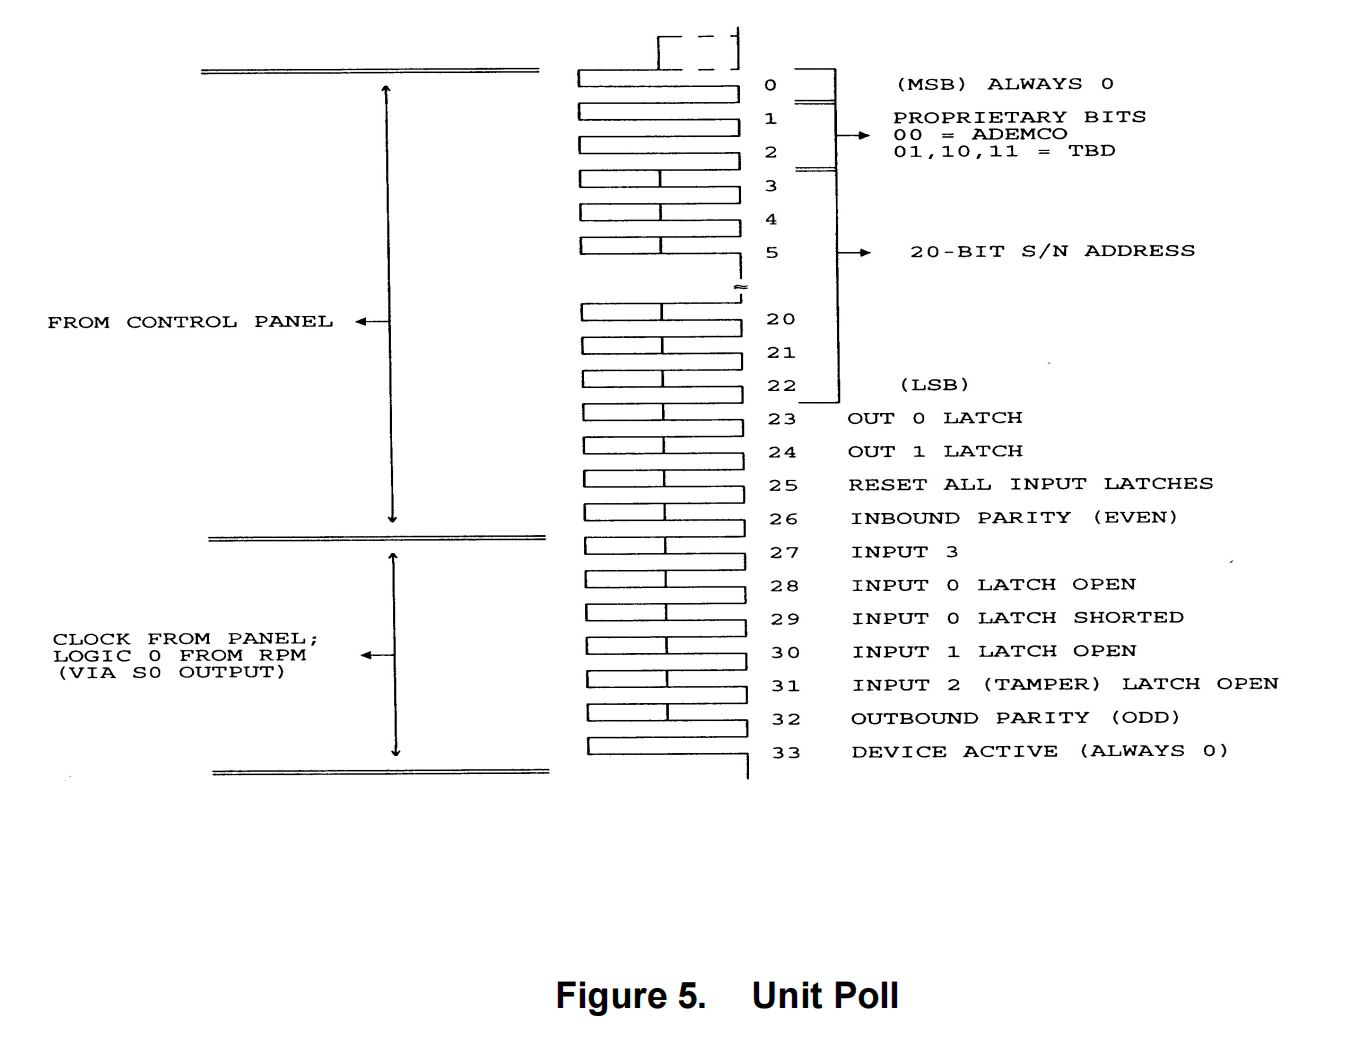 0 (MSB) ALWAYS 0
1 PROPRIETARY BITS
00 = ADEMCO
2 01,10,11 = TBD
3
4
5 20-BIT S/N ADDRESS
≈
FROM CONTROL PANEL 20
21
22 (LSB)
23 OUT 0 LATCH
24 OUT 1 LATCH
25 RESET ALL INPUT LATCHES
26 INBOUND PARITY (EVEN)
27 INPUT 3
28 INPUT 0 LATCH OPEN
29 INPUT 0 LATCH SHORTED
CLOCK FROM PANEL;
LOGIC 0 FROM RPM
(VIA S0 OUTPUT)
30 INPUT 1 LATCH OPEN
31 INPUT 2 (TAMPER) LATCH OPEN
32 OUTBOUND PARITY (ODD)
33 DEVICE ACTIVE (ALWAYS 0)
Figure 5. Unit Poll